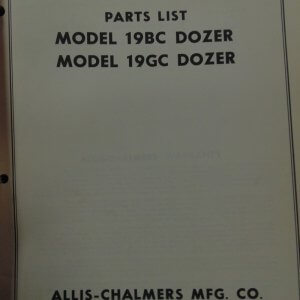 PARTS LIST
MODEL 19BC DOZER
MODEL 19GC DOZER
ALLIS-CHALMERS MFG. CO.